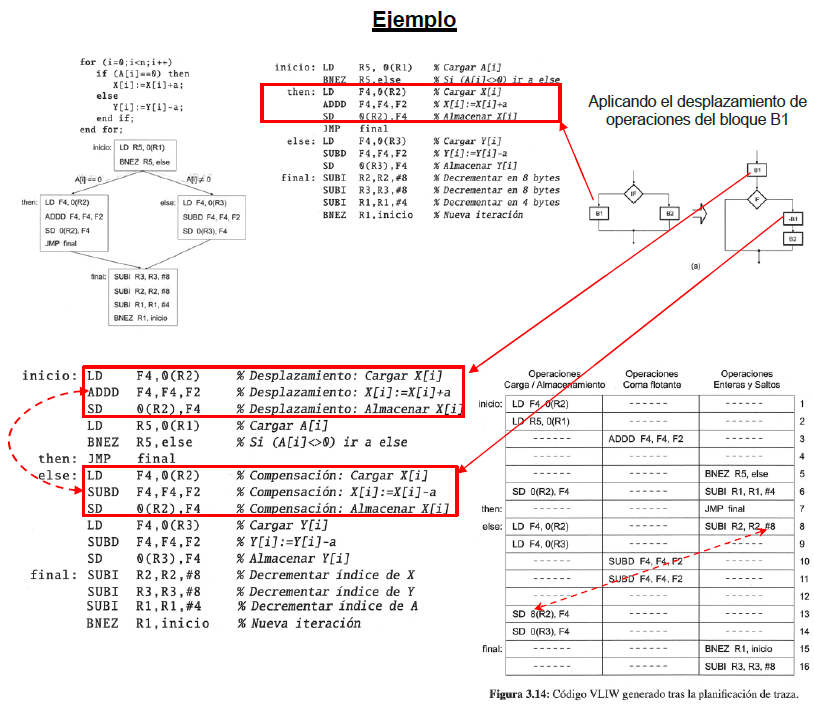 Ejemplo
for (i=0;i<n;i++)
if (A[i]==0) then
X[i]:=X[i]+a;
else
Y[i]:=Y[i]-a;
end if;
end for;
inicio: LD R5, 0(R1)
BNEZ R5, else
A[i] == 0
A[i] ≠ 0
then: LD F4, 0(R2)
ADDD F4, F4, F2
SD 0(R2), F4
JMP final
else: LD F4, 0(R3)
SUBD F4, F4, F2
SD 0(R3), F4
final: SUBI R3, R3, #8
SUBI R2, R2, #8
SUBI R1, R1, #4
BNEZ R1, inicio
inicio: LD R5, 0(R1) % Cargar A[i]
BNEZ R5,else % Si (A[i]<>0) ir a else
then: LD F4,0(R2) % Cargar X[i]
ADDD F4,F4,F2 % X[i]:=X[i]+a
SD 0(R2),F4 % Almacenar X[i]
JMP final
else: LD F4,0(R3) % Cargar Y[i]
SUBD F4,F4,F2 % Y[i]:=Y[i]-a
SD 0(R3),F4 % Almacenar Y[i]
final: SUBI R2,R2,#8 % Decrementar en 8 bytes
SUBI R3,R3,#8 % Decrementar en 8 bytes
SUBI R1,R1,#4 % Decrementar en 4 bytes
BNEZ R1,inicio % Nueva iteración
Aplicando el desplazamiento de
operaciones del bloque B1
IF
B1
B2
B1
IF
-B1
B2
(a)
inicio: LD F4,0(R2) % Desplazamiento: Cargar X[i]
ADDD F4,F4,F2 % Desplazamiento: X[i]:=X[i]+a
SD 0(R2),F4 % Desplazamiento: Almacenar X[i]
LD R5,0(R1) % Cargar A[i]
BNEZ R5,else % Si (A[i]<>0) ir a else
then: JMP final
else: LD F4,0(R2) % Compensación: Cargar X[i]
SUBD F4,F4,F2 % Compensación: X[i]:=X[i]-a
SD 0(R2),F4 % Compensación: Almacenar X[i]
LD F4,0(R3) % Cargar Y[i]
SUBD F4,F4,F2 % Y[i]:=Y[i]-a
SD 0(R3),F4 % Almacenar Y[i]
final: SUBI R2,R2,#8 % Decrementar índice de X
SUBI R3,R3,#8 % Decrementar índice de Y
SUBI R1,R1,#4 % Decrementar índice de A
BNEZ R1,inicio % Nueva iteración
Operaciones Operaciones Operaciones
Carga / Almacenamiento Coma flotante Enteras y Saltos
inicio: LD F4, 0(R2) ------ ------ 1
LD R5, 0(R1) ------ ------ 2
------ ADDD F4, F4, F2 ------ 3
------ ------ ------ 4
------ ------ BNEZ R5, else 5
SD 0(R2), F4 ------ SUBI R1, R1, #4 6
then: ------ ------ JMP final 7
else: LD F4, 0(R2) ------ SUBI R2, R2, #8 8
LD F4, 0(R3) ------ ------ 9
------ SUBD F4, F4, F2 ------ 10
------ SUBD F4, F4, F2 ------ 11
------ ------ ------ 12
SD 8(R2), F4 ------ ------ 13
SD 0(R3), F4 ------ ------ 14
final: ------ ------ BNEZ R1, inicio 15
------ ------ SUBI R3, R3, #8 16
Figura 3.14: Código VLIW generado tras la planificación de traza.